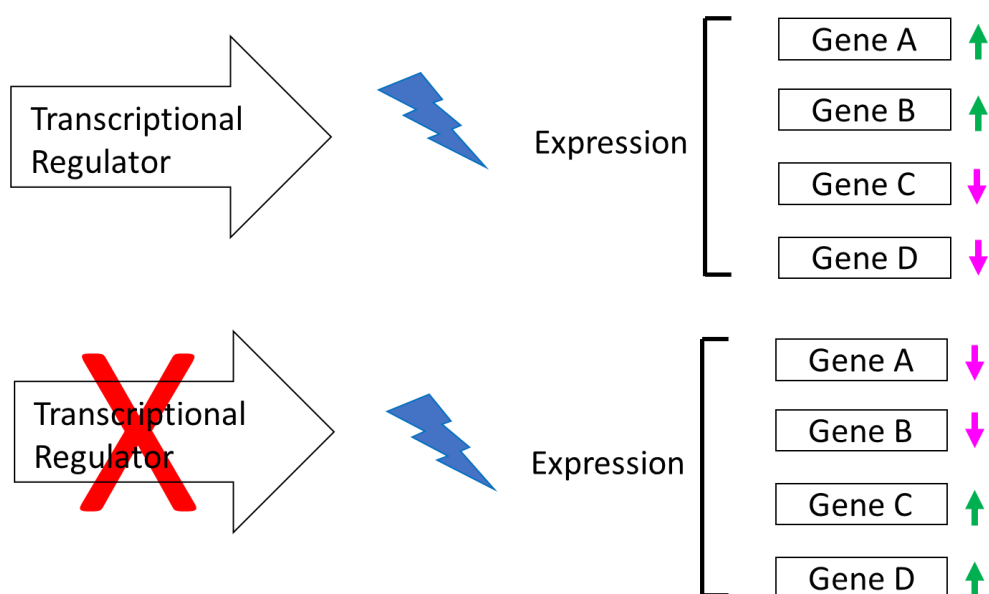 Transcriptional
Regulator
Expression
Gene A
Gene B
Gene C
Gene D
Transcriptional
Regulator
Expression
Gene A
Gene B
Gene C
Gene D